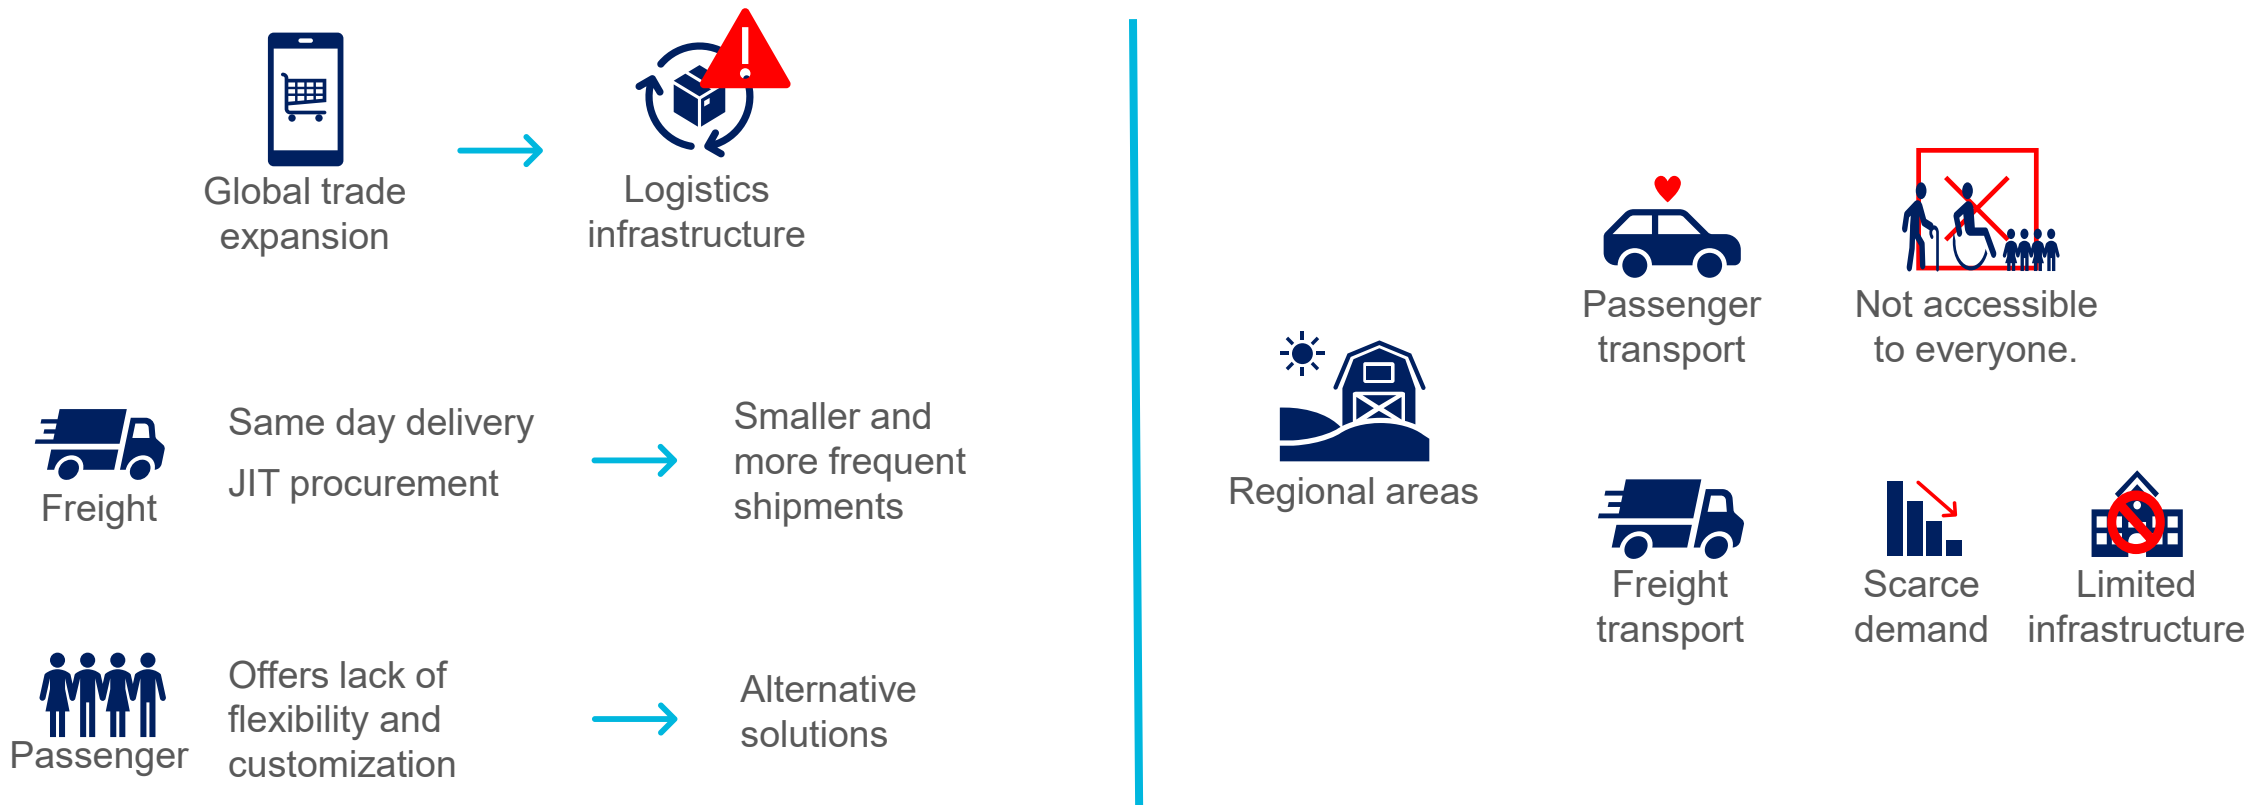 Global trade
expansion
Logistics
infrastructure
Freight
Same day delivery
JIT procurement
Smaller and
more frequent
shipments
Passenger
Offers lack of
flexibility and
customization
Alternative
solutions
Regional areas
Passenger
transport
Not accessible
to everyone.
Freight
transport
Scarce
demand
Limited
infrastructure